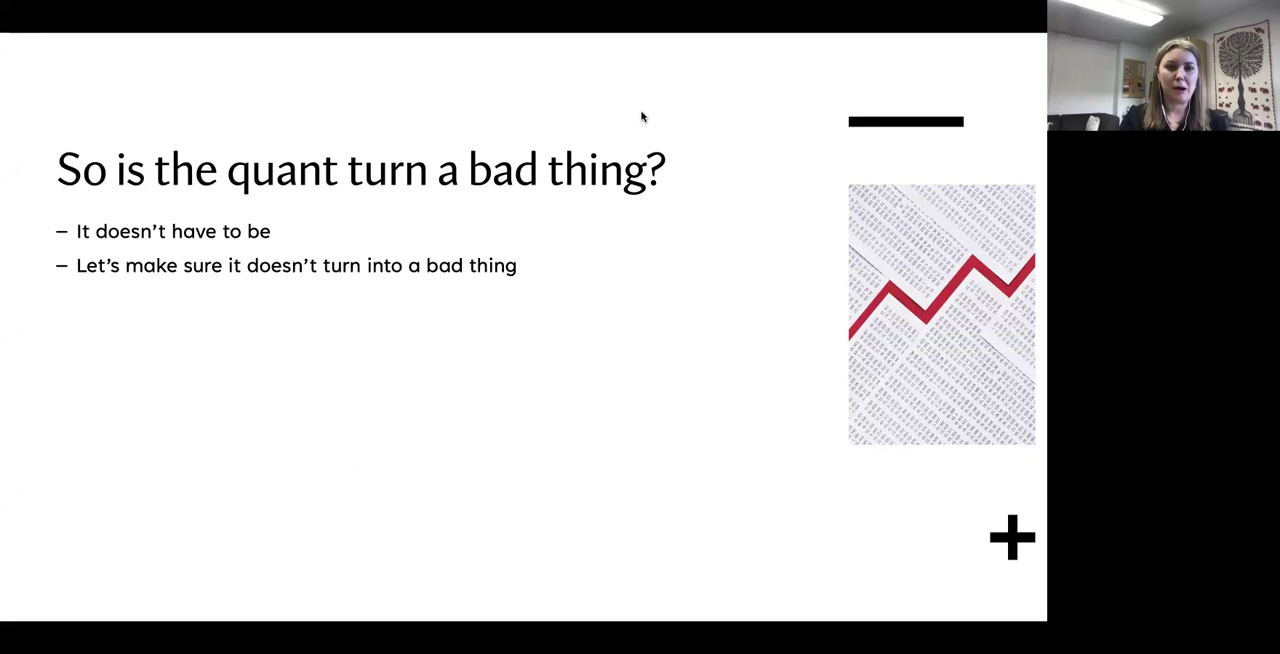 So is the quant turn a bad thing?
– It doesn't have to be
– Let's make sure it doesn't turn into a bad thing